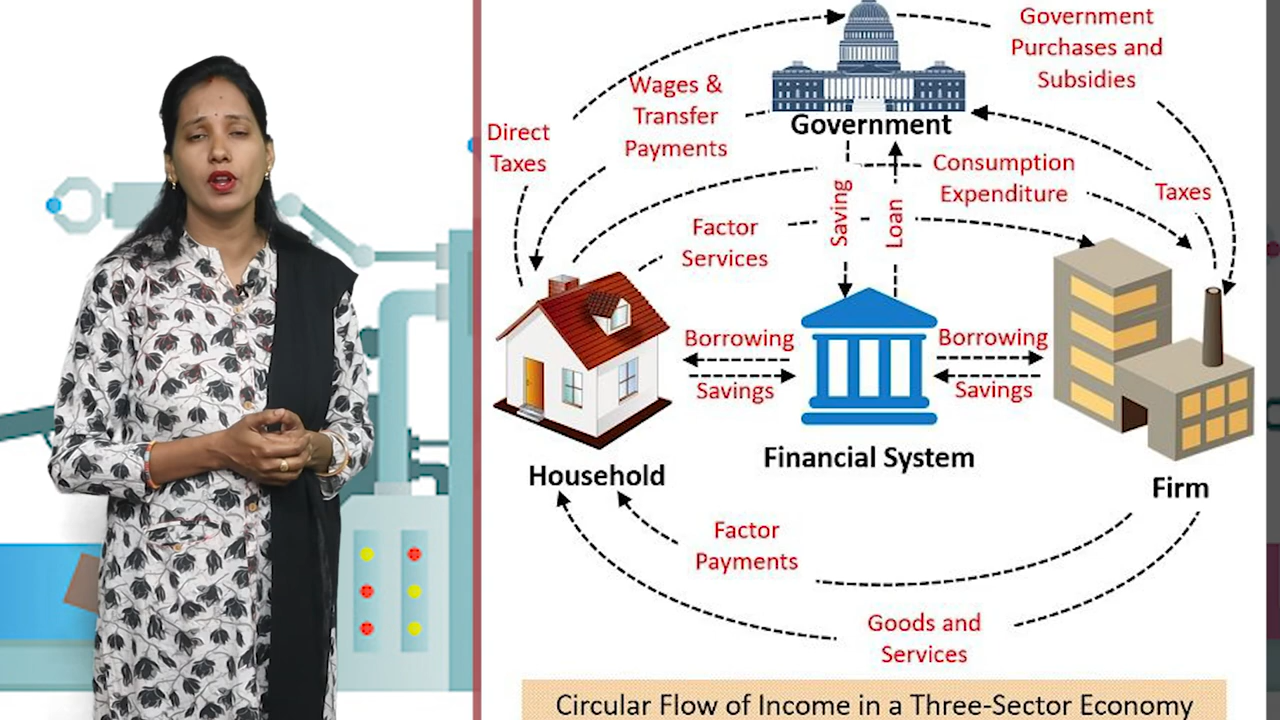 Government
Purchases and
Subsidies
Wages &
Transfer
Payments
Direct
Taxes
Government
Consumption
Expenditure
Taxes
Saving
Loan
Factor
Services
Borrowing
Savings
Borrowing
Savings
Financial System
Household
Firm
Factor
Payments
Goods and
Services
Circular Flow of Income in a Three-Sector Economy